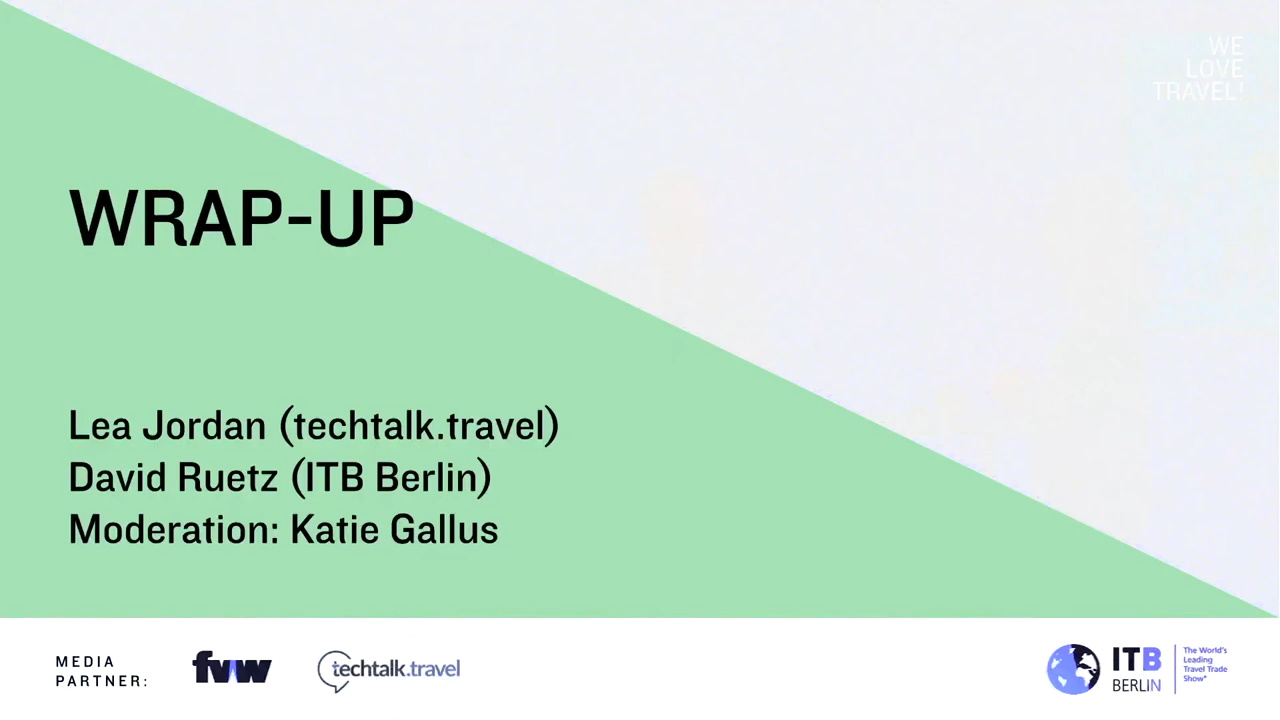 WE
LOVE
TRAVEL!
WRAP-UP
Lea Jordan (techtalk.travel)
David Ruetz (ITB Berlin)
Moderation: Katie Gallus
MEDIA
PARTNER:
fvw
techtalk.travel
ITB
BERLIN
The World's
Leading
Travel Trade
Show®